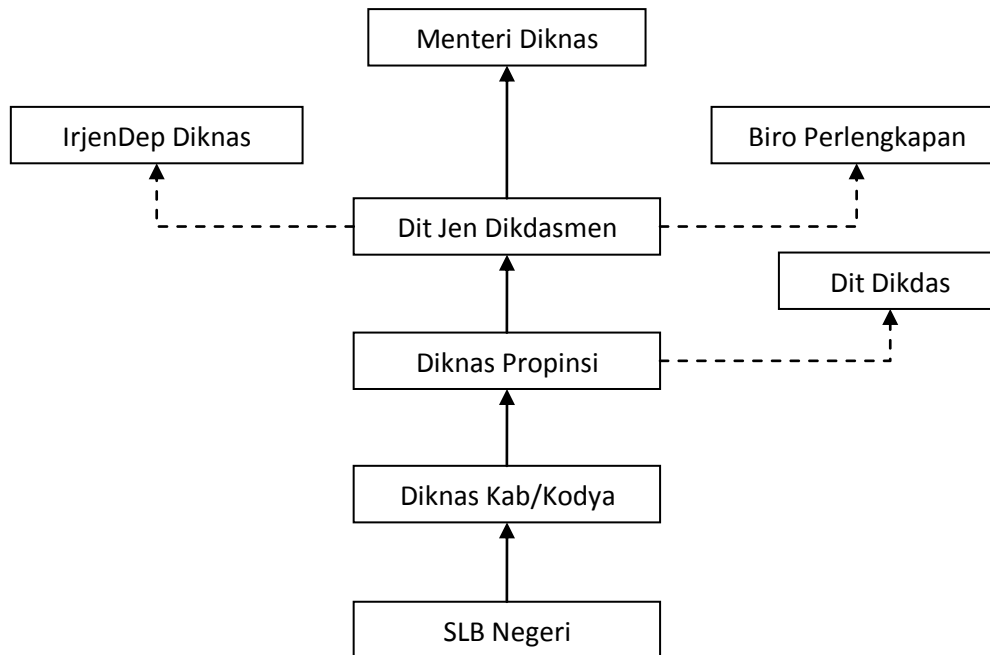 Menteri Diknas
IrjenDep Diknas
Biro Perlengkapan
Dit Jen Dikdasmen
Dit Dikdas
Diknas Propinsi
Diknas Kab/Kodya
SLB Negeri